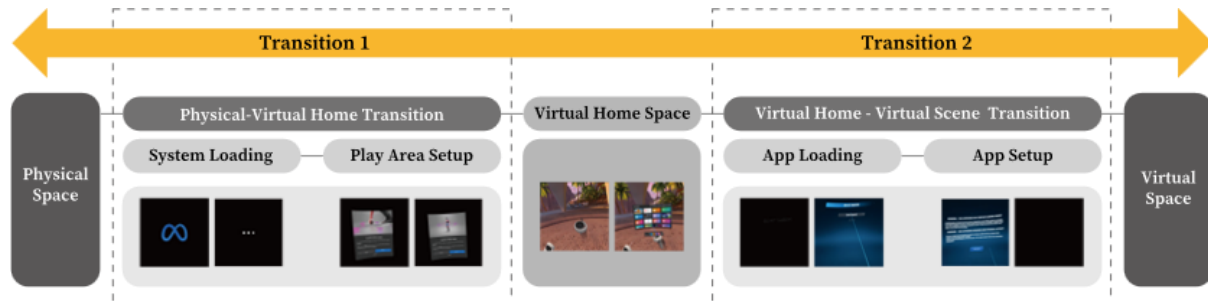 Transition 1
Transition 2
Physical
Space
Physical-Virtual Home Transition
System Loading
Play Area Setup
Virtual Home Space
Virtual Home - Virtual Scene Transition
App Loading
App Setup
Virtual
Space